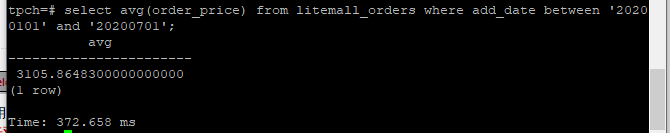 tpch=# select avg(order_price) from litemall_orders where add_date between '2020
0101' and '20200701';
avg
-----------------------
3105.8648300000000000
(1 row)
Time: 372.658 ms